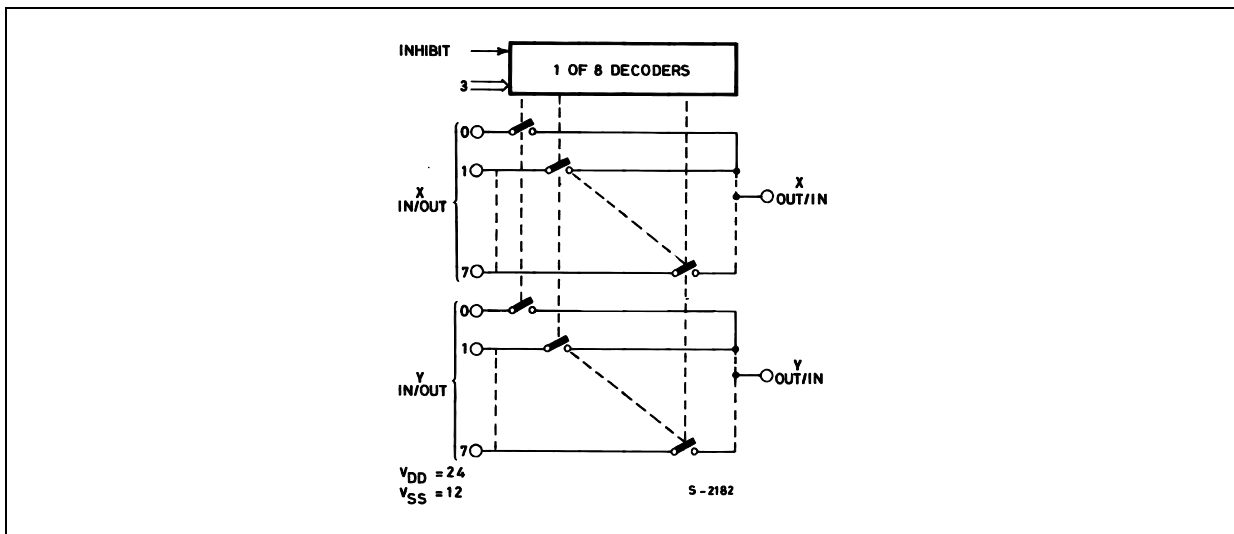 INHIBIT
1 OF 8 DECODERS
3
0
1
X
IN/OUT
X
OUT/IN
7
0
1
Y
IN/OUT
Y
OUT/IN
7
VDD = 24
VSS = 12
S-2182